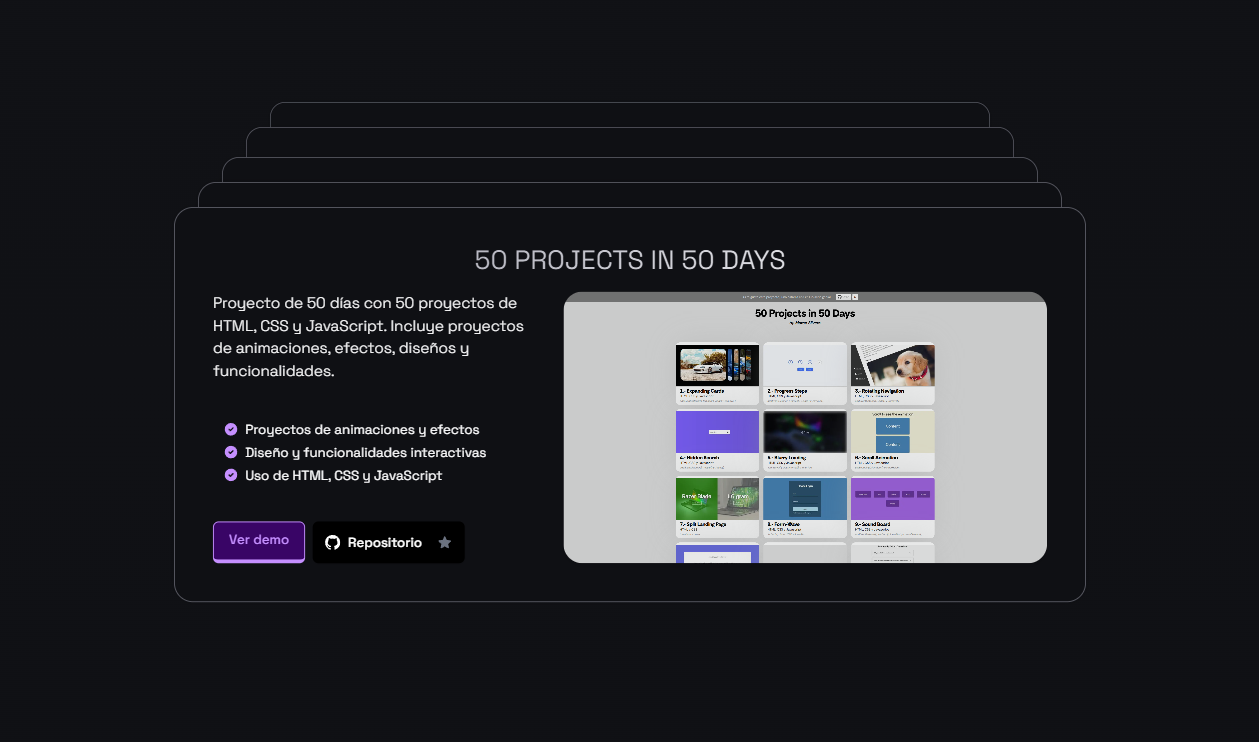 50 PROJECTS IN 50 DAYS
Proyecto de 50 días con 50 proyectos de
HTML, CSS y JavaScript. Incluye proyectos
de animaciones, efectos, diseños y
funcionalidades.
Proyectos de animaciones y efectos
Diseño y funcionalidades interactivas
Uso de HTML, CSS y JavaScript
Ver demo
Repositorio
50 Projects in 50 Days
1.- Expanding Cards
2.- Progress Steps
3.- Rotating Navigation
4.- Hidden Search
5.- Blurry Loading
6.- Scroll Animation
Content
Content
7.- Split Landing Page
8.- Form-Wave
9.- Sound Board